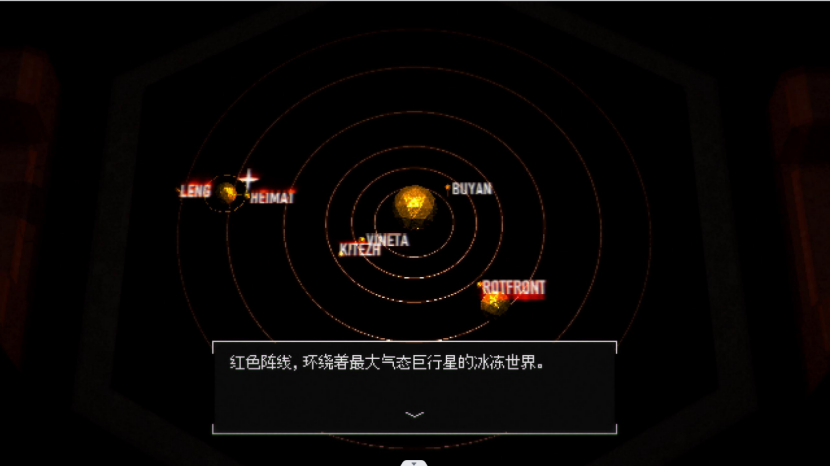 LENG
HEIMAT
BUYAN
VINETA
KITEZH
ROTFRONT
红色阵线，环绕着最大气态巨行星的冰冻世界。